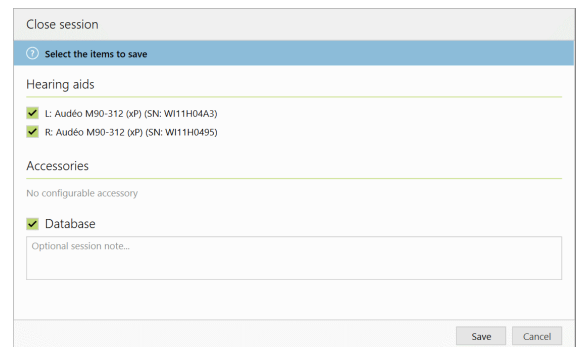 Close session
Select the items to save
Hearing aids
L: Audéo M90-312 (xP) (SN: WI11H04A3)
R: Audéo M90-312 (xP) (SN: WI11H0495)
Accessories
No configurable accessory
Database
Optional session note...
Save Cancel